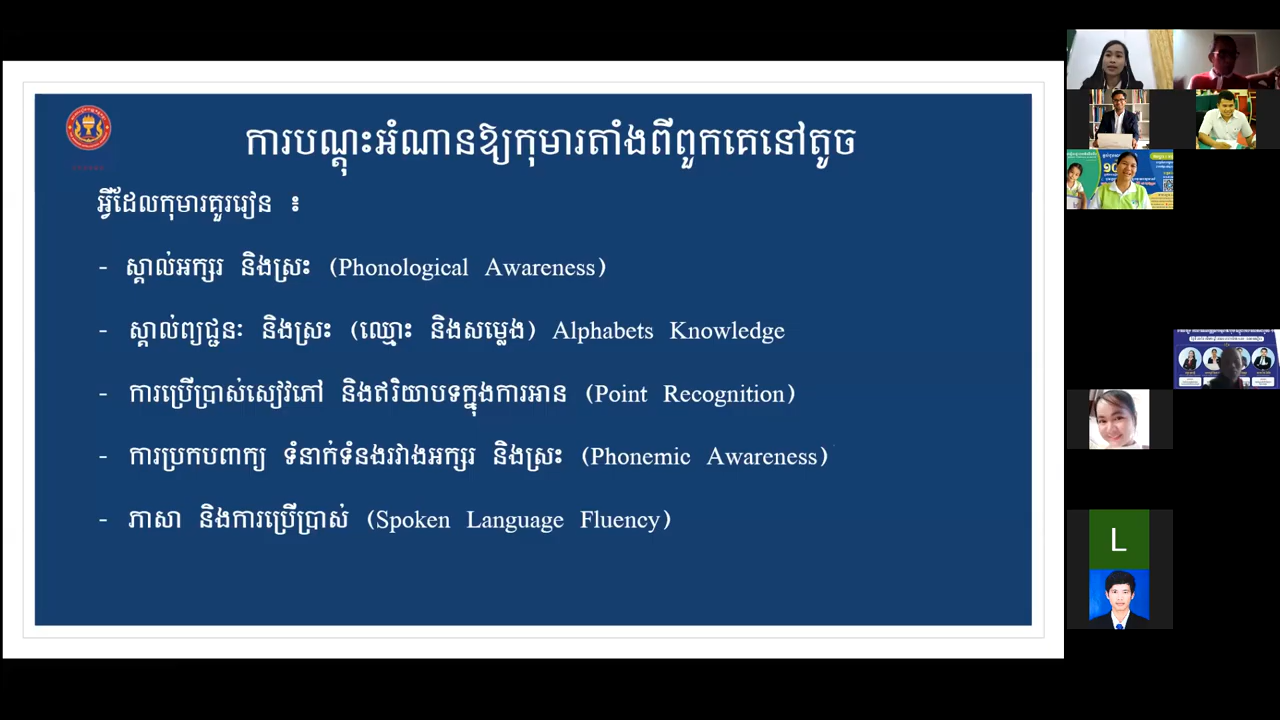 ការបណ្តុះអំណានឱ្យកុមារតាំងពីពួកគេនៅតូច
អ្វីដែលកុមារគួររៀន ៖
- ស្គាល់អក្សរ និងស្រះ (Phonological Awareness)
- ស្គាល់ព្យជ្ជនៈ និងស្រះ (ឈ្មោះ និងសម្លេង) Alphabets Knowledge
- ការប្រើប្រាស់សៀវភៅ និងឥរិយាបទក្នុងការអាន (Point Recognition)
- ការប្រកបពាក្យ ទំនាក់ទំនងរវាងអក្សរ និងស្រះ (Phonemic Awareness)
- ភាសា និងការប្រើប្រាស់ (Spoken Language Fluency)
L